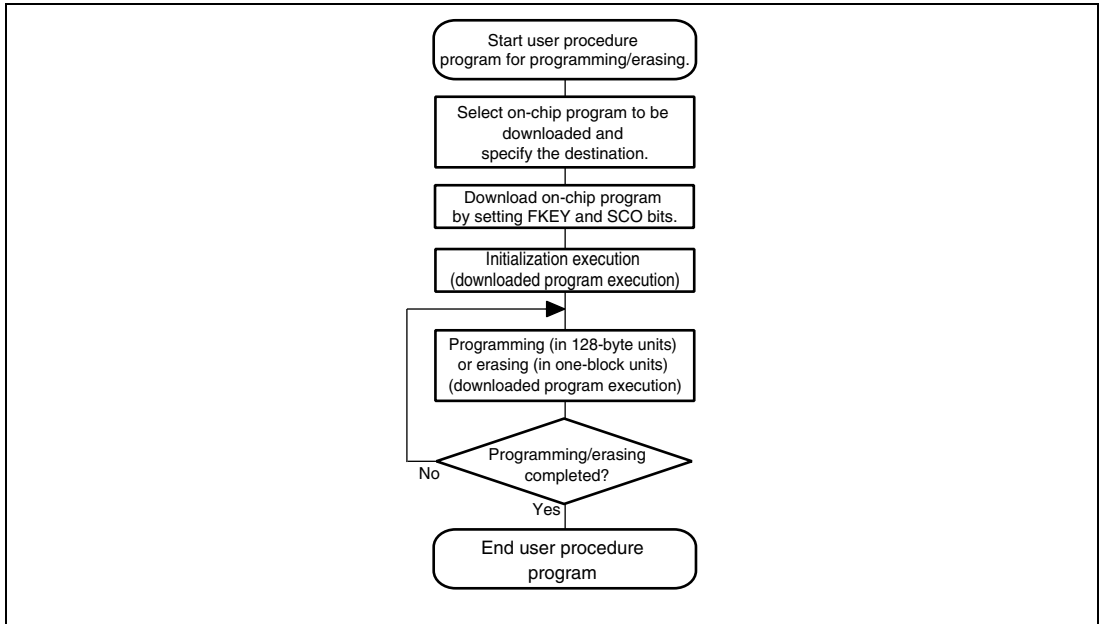 Start user procedure
program for programming/erasing.
Select on-chip program to be
downloaded and
specify the destination.
Download on-chip program
by setting FKEY and SCO bits.
Initialization execution
(downloaded program execution)
Programming (in 128-byte units)
or erasing (in one-block units)
(downloaded program execution)
Programming/erasing
completed?
No
Yes
End user procedure
program